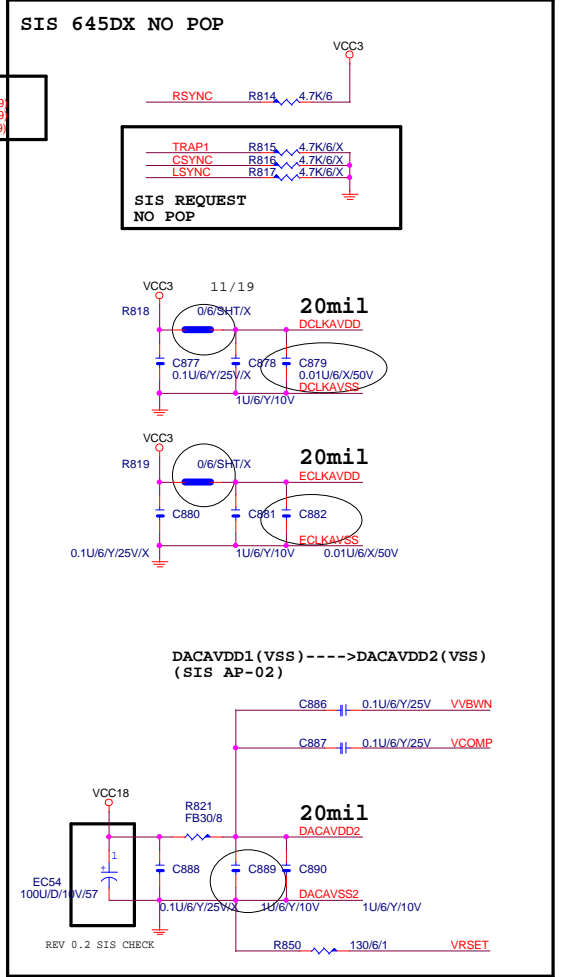 SIS 645DX NO POP
VCC3
RSYNC R814 4.7K/6
9)
9)
9)
TRAP1 R815 4.7K/6/X
CSYNC R816 4.7K/6/X
LSYNC R817 4.7K/6/X
SIS REQUEST
NO POP
VCC3 11/19
R818 0/6/SHT/X 20mil
DCLKAVDD
C877 C878 C879
0.1U/6/Y/25V/X 0.01U/6/X/50V
DCLKAVSS
1U/6/Y/10V
VCC3
R819 0/6/SHT/X 20mil
ECLKAVDD
C880 C881 C882
ECLKAVSS
0.1U/6/Y/25V/X 1U/6/Y/10V 0.01U/6/X/50V
DACAVDD1(VSS)---->DACAVDD2(VSS)
(SIS AP-02)
C886 0.1U/6/Y/25V VVBWN
C887 0.1U/6/Y/25V VCOMP
VCC18
R821
FB30/8 20mil
DACAVDD2
1
+
EC54
100U/D/10V/57
C888 C889 C890
DACAVSS2
0.1U/6/Y/25V/X 1U/6/Y/10V 1U/6/Y/10V
REV 0.2 SIS CHECK
R850 130/6/1 VRSET